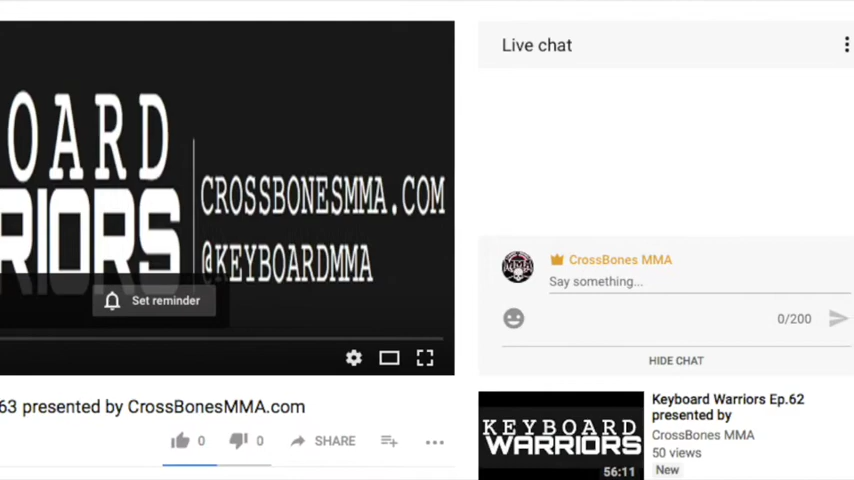 OARD
RIORS
CROSSBONESMMA.COM
@KEYBOARDMMA
Set reminder
63 presented by CrossBonesMMA.com
0
0
SHARE
Live chat
MMA
CrossBones MMA
Say something...
0/200
HIDE CHAT
KEYBOARD
WARRIORS
56:11
Keyboard Warriors Ep.62
presented by
CrossBones MMA
50 views
New